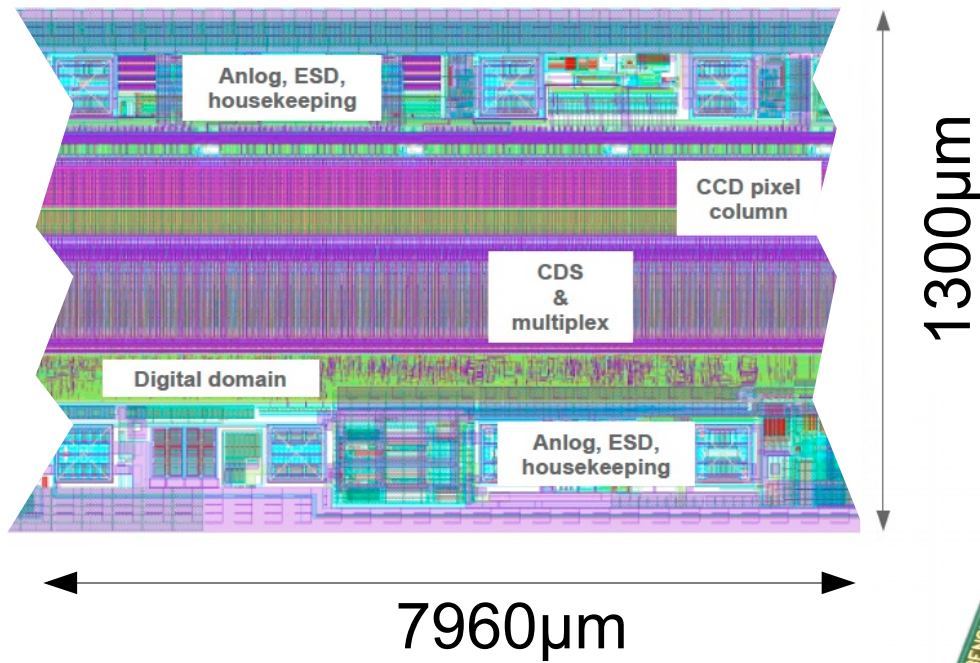 Anlog, ESD,
housekeeping
CCD pixel
column
CDS
&
multiplex
Digital domain
Anlog, ESD,
housekeeping
1300µm
7960µm